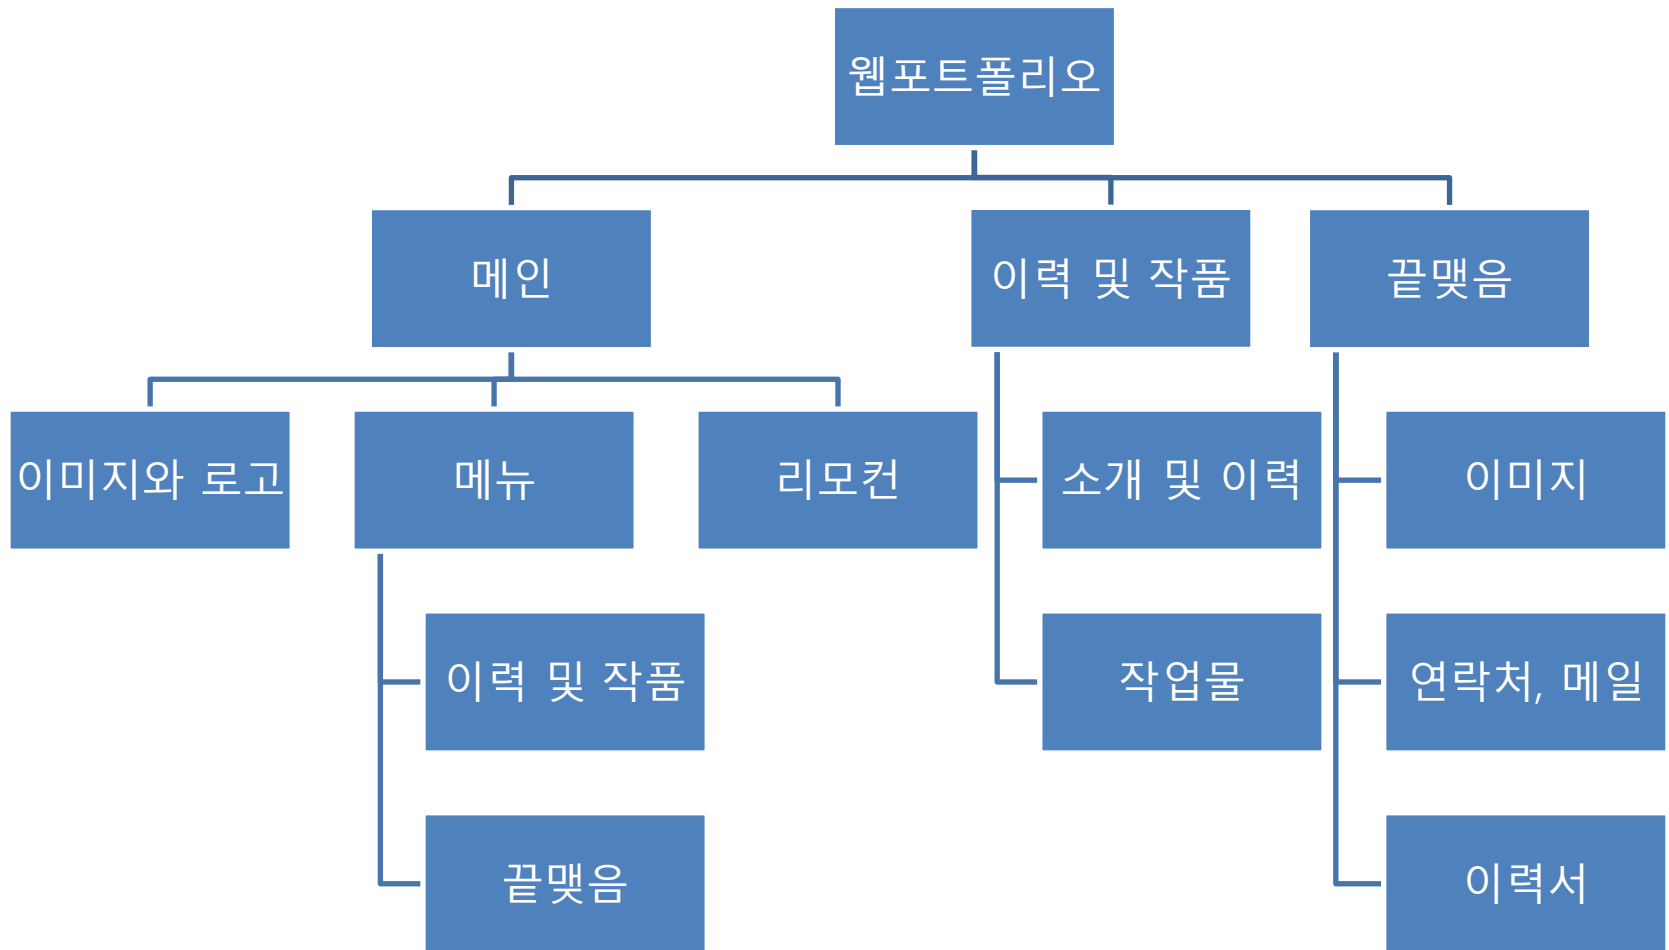 웹포트폴리오
메인
이력 및 작품
끝맺음
이미지와 로고
메뉴
리모컨
소개 및 이력
이미지
이력 및 작품
작업물
연락처, 메일
끝맺음
이력서